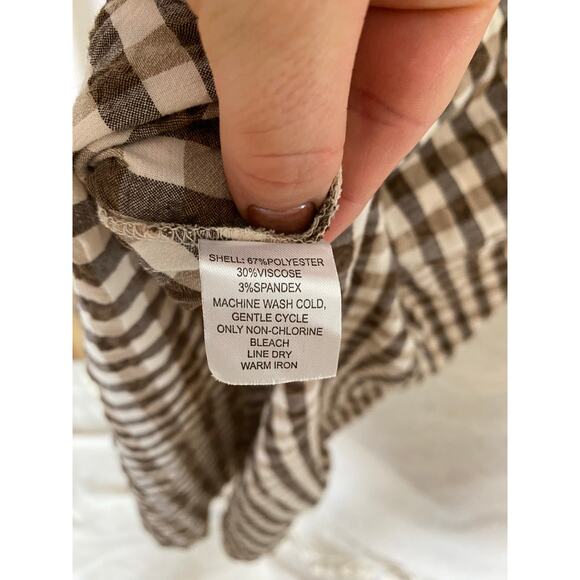 SHELL: 67%POLYESTER
30%VISCOSE
3%SPANDEX
MACHINE WASH COLD,
GENTLE CYCLE
ONLY NON-CHLORINE
BLEACH
LINE DRY
WARM IRON